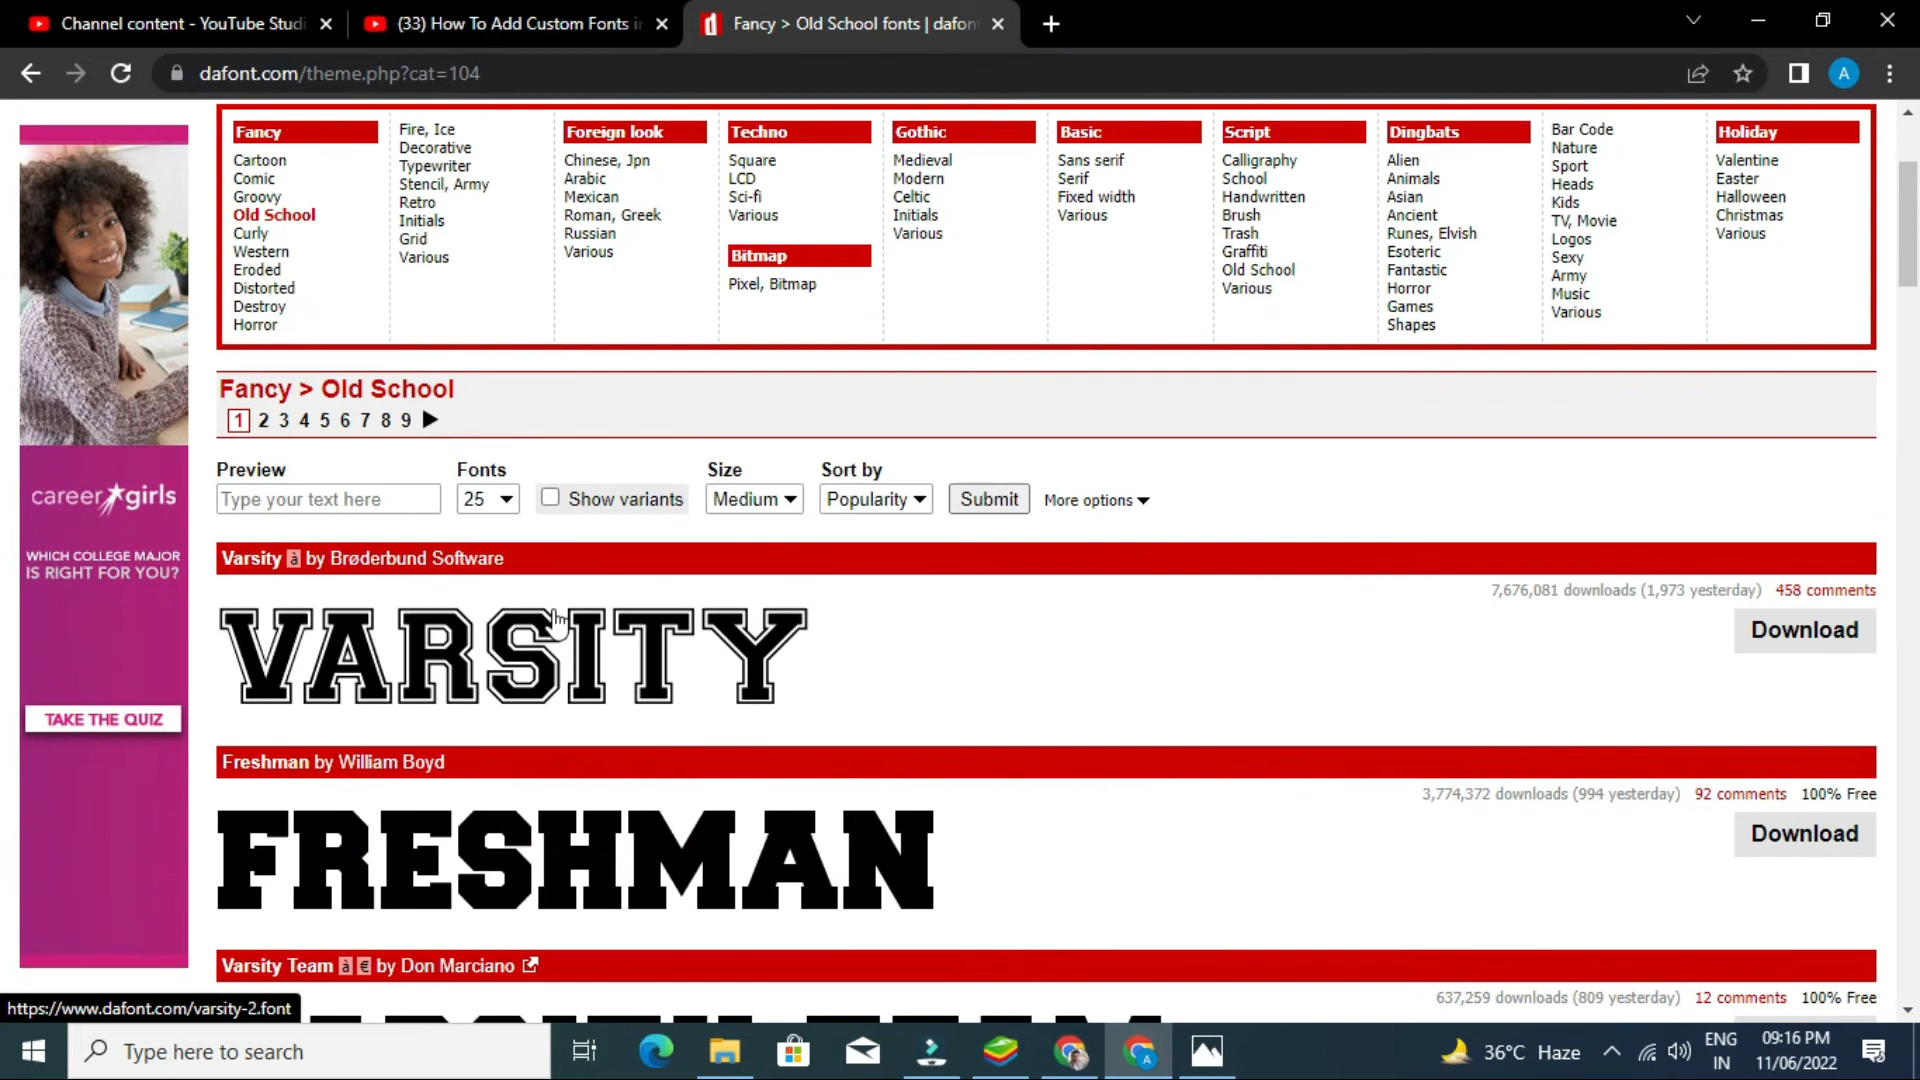 Channel content - YouTube Studi
(33) How To Add Custom Fonts in
Fancy > Old School fonts | dafon
dafont.com/theme.php?cat=104
A
Fancy
Cartoon
Comic
Groovy
Old School
Curly
Western
Eroded
Distorted
Destroy
Horror
Fire, Ice
Decorative
Typewriter
Stencil, Army
Retro
Initials
Grid
Various
Foreign look
Chinese, Jpn
Arabic
Mexican
Roman, Greek
Russian
Various
Techno
Square
LCD
Sci-fi
Various
Bitmap
Pixel, Bitmap
Gothic
Medieval
Modern
Celtic
Initials
Various
Basic
Sans serif
Serif
Fixed width
Various
Script
Calligraphy
School
Handwritten
Brush
Trash
Graffiti
Old School
Various
Dingbats
Alien
Animals
Asian
Ancient
Runes, Elvish
Esoteric
Fantastic
Horror
Games
Shapes
Bar Code
Nature
Sport
Heads
Kids
TV, Movie
Logos
Sexy
Army
Music
Various
Holiday
Valentine
Easter
Halloween
Christmas
Various
career girls
WHICH COLLEGE MAJOR
IS RIGHT FOR YOU?
TAKE THE QUIZ
Fancy > Old School
1 2 3 4 5 6 7 8 9
Preview Fonts Size Sort by
Type your text here 25 Show variants Medium Popularity Submit More options
Varsity à by Brøderbund Software
7,676,081 downloads (1,973 yesterday) 458 comments
VARSITY
Download
Freshman by William Boyd
3,774,372 downloads (994 yesterday) 92 comments 100% Free
FRESHMAN
Download
Varsity Team à € by Don Marciano
637,259 downloads (809 yesterday) 12 comments 100% Free
https://www.dafont.com/varsity-2.font
Type here to search
36°C Haze
ENG
IN
09:16 PM
11/06/2022